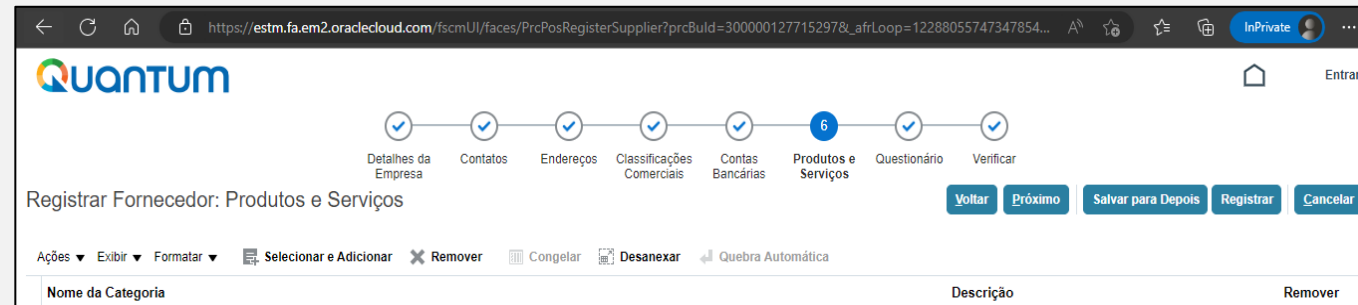 https://estm.fa.em2.oraclecloud.com/fscmUI/faces/PrcPosRegisterSupplier?prcBuId=300000127715297&_afrLoop=12288055747347854... A InPrivate ...
QUANTUM
Entrar
6
Detalhes da Empresa Contatos Endereços Classificações Comerciais Contas Bancárias Produtos e Serviços Questionário Verificar
Registrar Fornecedor: Produtos e Serviços Voltar Próximo Salvar para Depois Registrar Cancelar
Ações Exibir Formatar Selecionar e Adicionar Remover Congelar Desanexar Quebra Automática
Nome da Categoria Descrição Remover